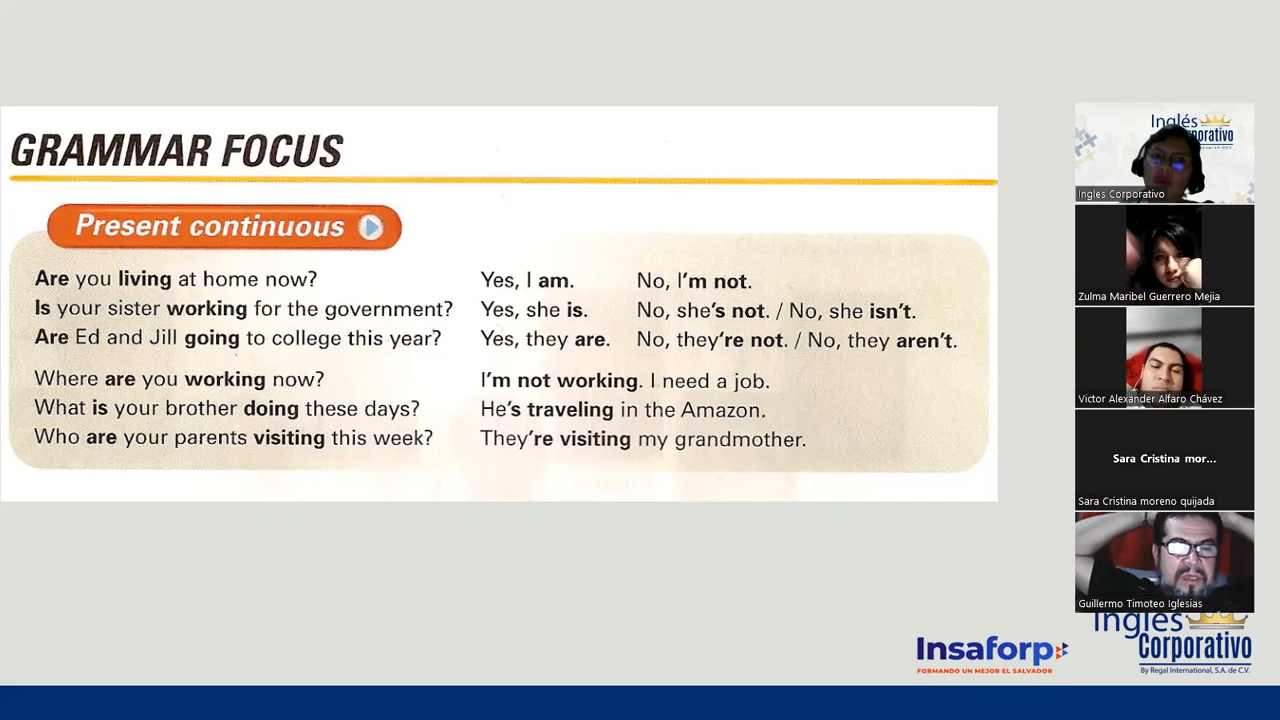 GRAMMAR FOCUS
Present continuous
Are you living at home now? Yes, I am. No, I'm not.
Is your sister working for the government? Yes, she is. No, she's not. / No, she isn't.
Are Ed and Jill going to college this year? Yes, they are. No, they're not. / No, they aren't.
Where are you working now? I'm not working. I need a job.
What is your brother doing these days? He's traveling in the Amazon.
Who are your parents visiting this week? They're visiting my grandmother.
Inglés
Ingles Corporativo
Zulma Maribel Guerrero Mejia
Victor Alexander Alfaro Chávez
Sara Cristina mor...
Sara Cristina moreno quijada
Guillermo Timoteo Iglesias
Insaforp
FORMANDO UN MEJOR EL SALVADOR
Inglés
Corporativo
By Regal International, S.A. de C.V.